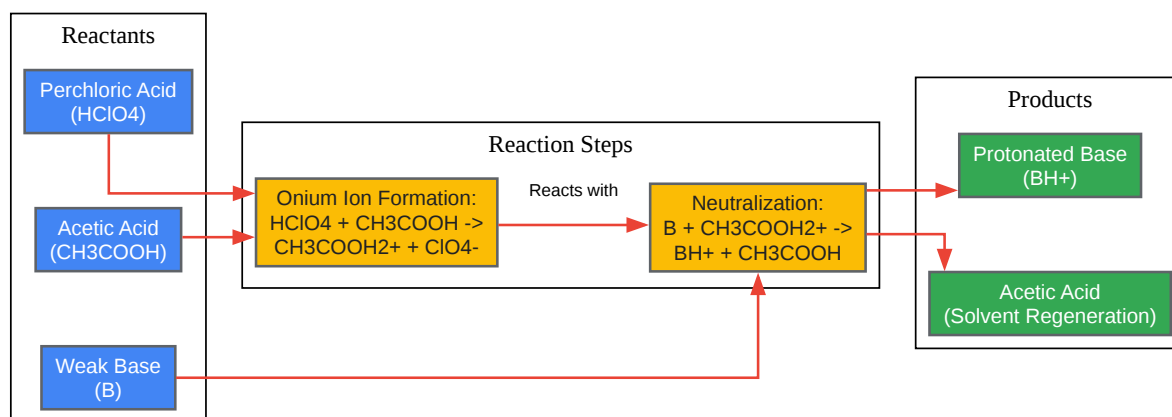 Reactants
Perchloric Acid
(HClO4)
Acetic Acid
(CH3COOH)
Weak Base
(B)
Reaction Steps
Onium Ion Formation:
HClO4 + CH3COOH ->
CH3COOH2+ + ClO4-
Reacts with
Neutralization:
B + CH3COOH2+ ->
BH+ + CH3COOH
Products
Protonated Base
(BH+)
Acetic Acid
(Solvent Regeneration)